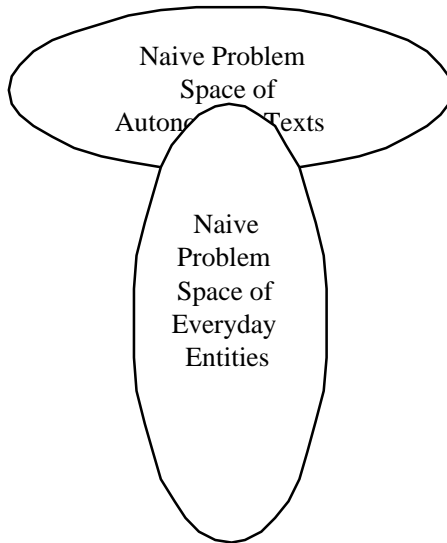 Naive Problem
Space of
Texts
Naive
Problem
Space of
Everyday
Entities